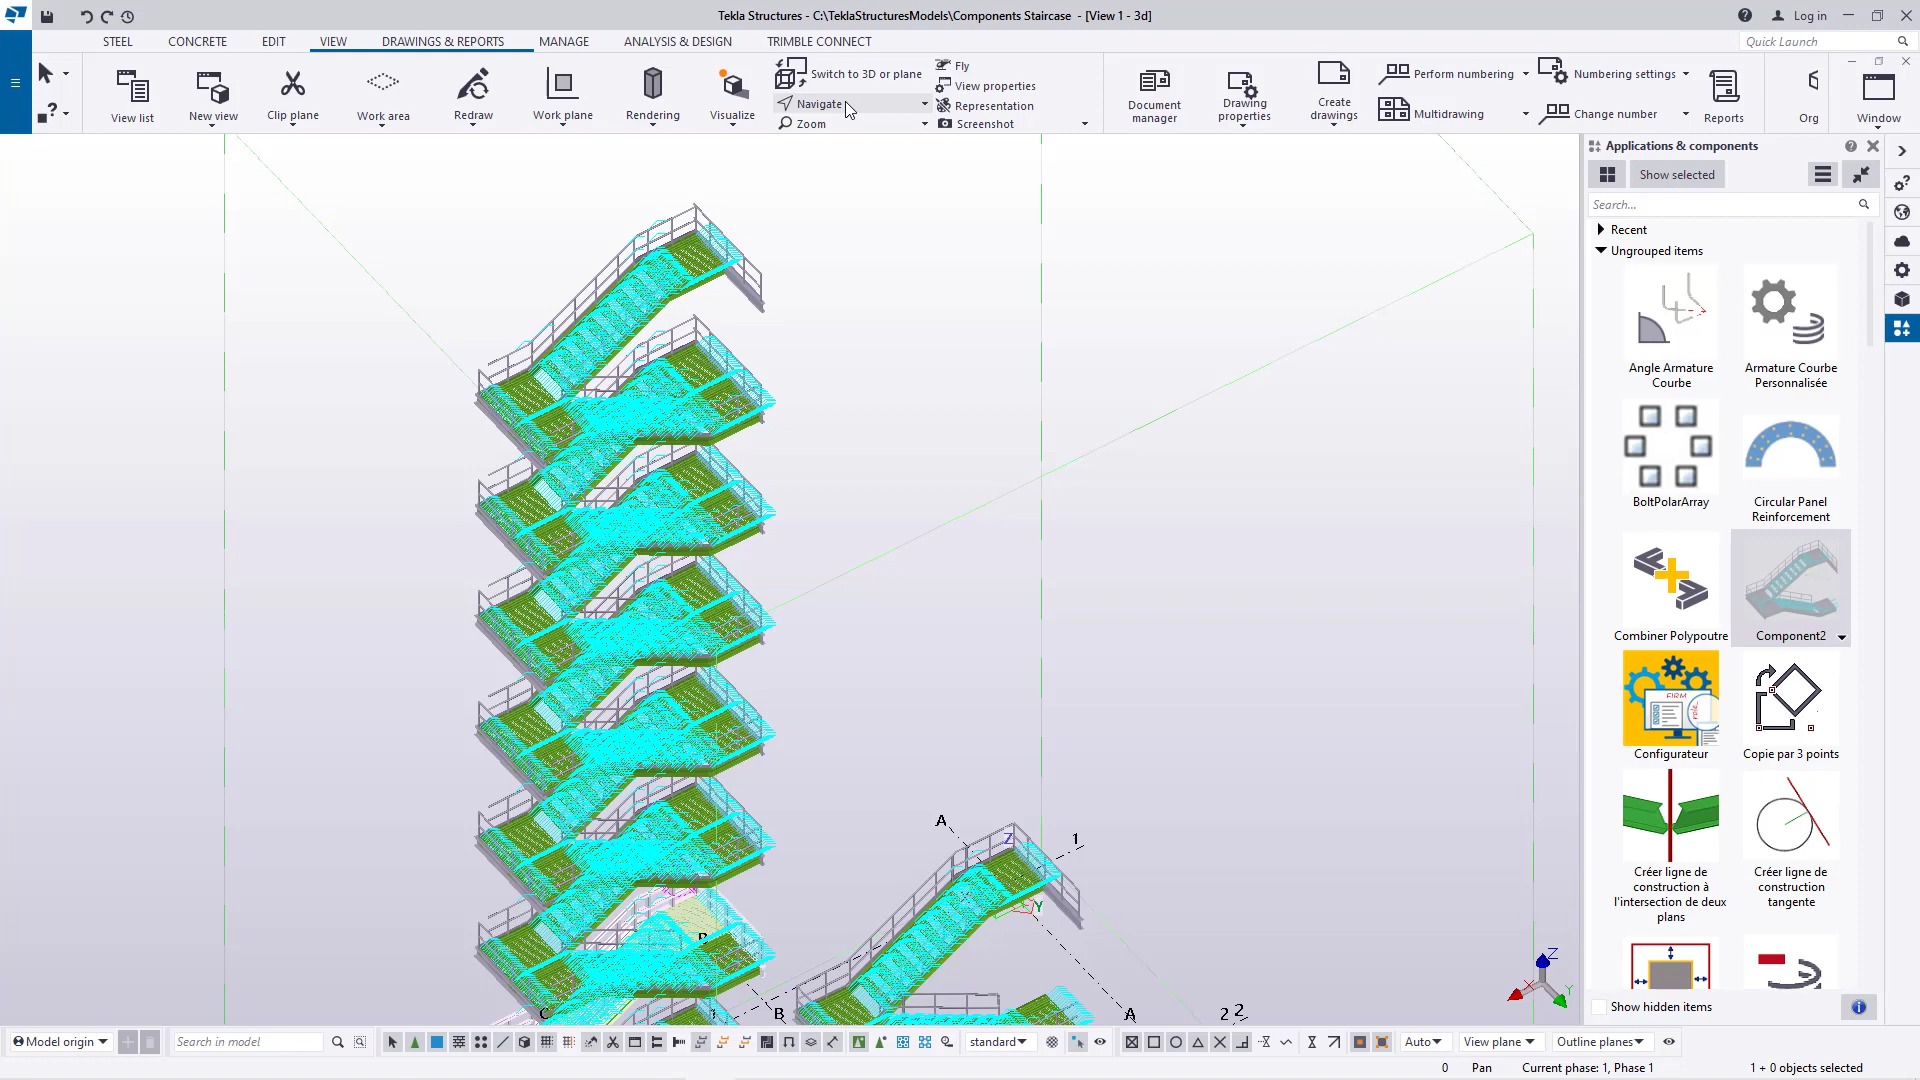 Tekla Structures - C:\TeklaStructuresModels\Components Staircase - [View 1 - 3d]
Log in
STEEL
CONCRETE
EDIT
VIEW
DRAWINGS & REPORTS
MANAGE
ANALYSIS & DESIGN
TRIMBLE CONNECT
Quick Launch
View list
New view
Clip plane
Work area
Redraw
Work plane
Rendering
Visualize
Switch to 3D or plane
Navigate
Zoom
Fly
View properties
Representation
Screenshot
Document
manager
Drawing
properties
Create
drawings
Perform numbering
Multidrawing
Numbering settings
Change number
Reports
Org
Window
Applications & components
Show selected
Search...
Recent
Ungrouped items
Angle Armature
Courbe
Armature Courbe
Personnalisée
BoltPolarArray
Circular Panel
Reinforcement
Combiner Polypoutre
Component2
FIRM
Configurateur
Copie par 3 points
Créer ligne de
construction à
l'intersection de deux
plans
Créer ligne de
construction
tangente
Show hidden items
A
1
Z
Y
B
C
1
B
A
2 2
Z
Y
X
Model origin
Search in model
standard
Auto
View plane
Outline planes
0
Pan
Current phase: 1, Phase 1
1 + 0 objects selected